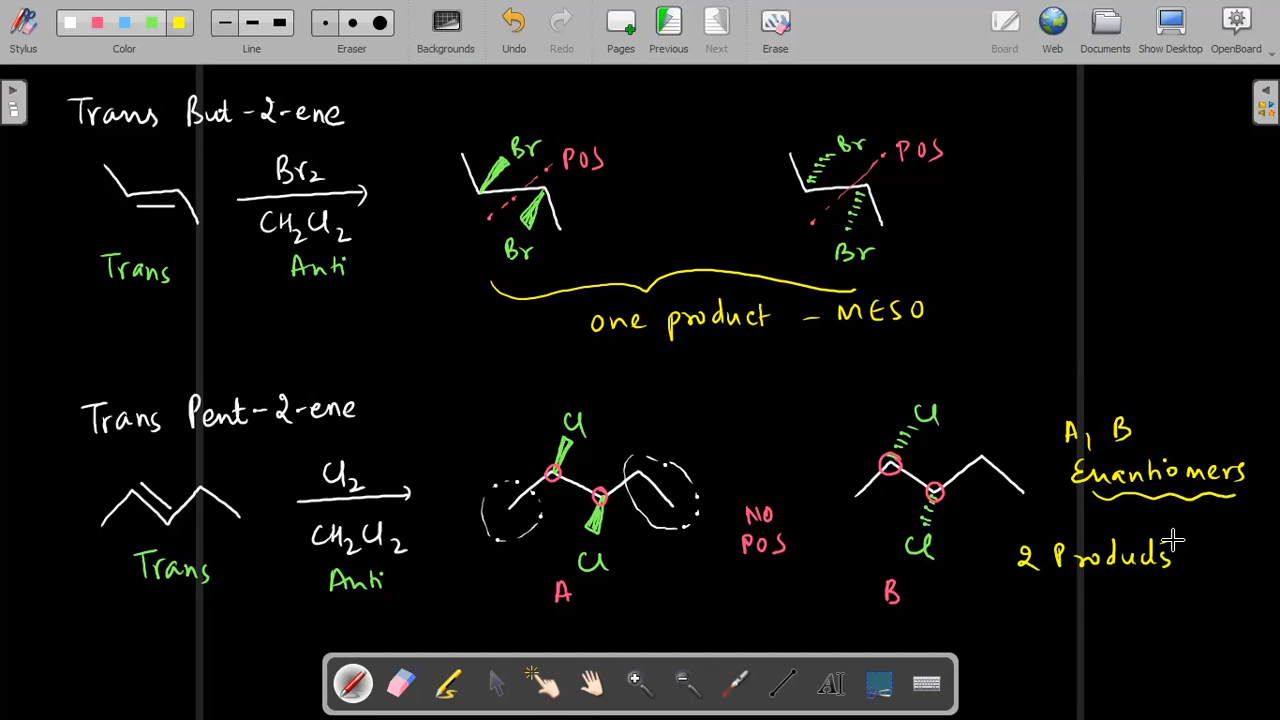 Stylus
Color
Line
Eraser
Backgrounds
Undo
Redo
Pages
Previous
Next
Erase
Board
Web
Documents
Show Desktop
OpenBoard
Trans But-2-ene
Br2
CH2Cl2
Trans
Anti
Br
POS
Br
Br
POS
Br
one product - MESO
Trans Pent-2-ene
Cl2
CH2Cl2
Trans
Anti
Cl
Cl
A
NO
POS
Cl
Cl
B
A, B
Enantiomers
2 Products
AI